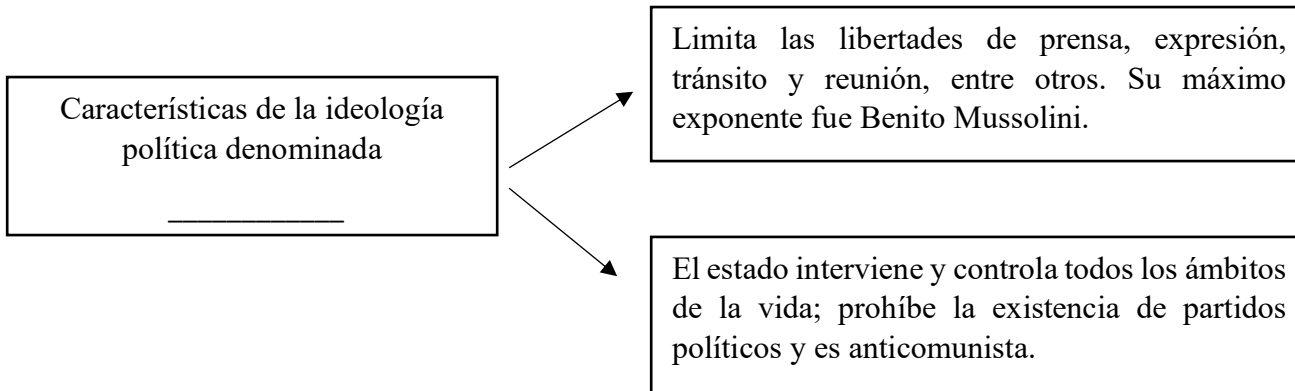 Características de la ideología
política denominada
____________
Limita las libertades de prensa, expresión,
tránsito y reunión, entre otros. Su máximo
exponente fue Benito Mussolini.
El estado interviene y controla todos los ámbitos
de la vida; prohíbe la existencia de partidos
políticos y es anticomunista.